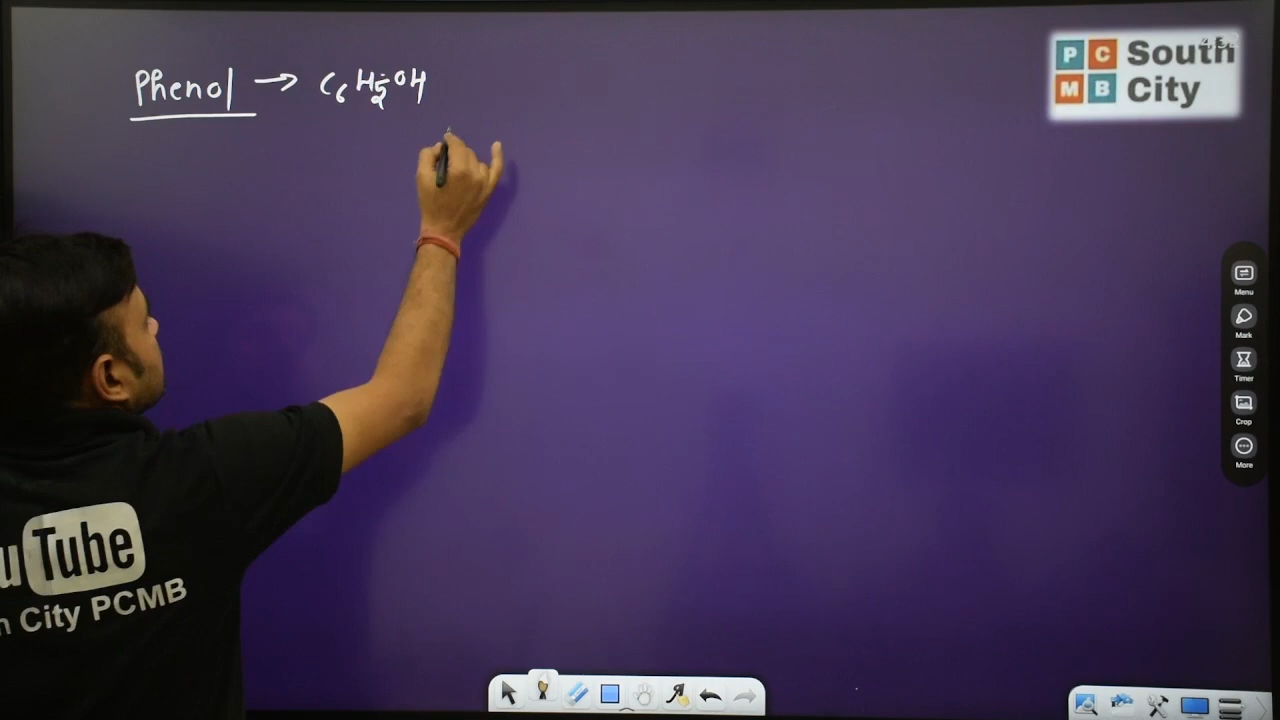 Phenol → C₆H₅OH
P C South
M B City
Menu
Mark
Timer
Crop
More
uTube
City PCMB